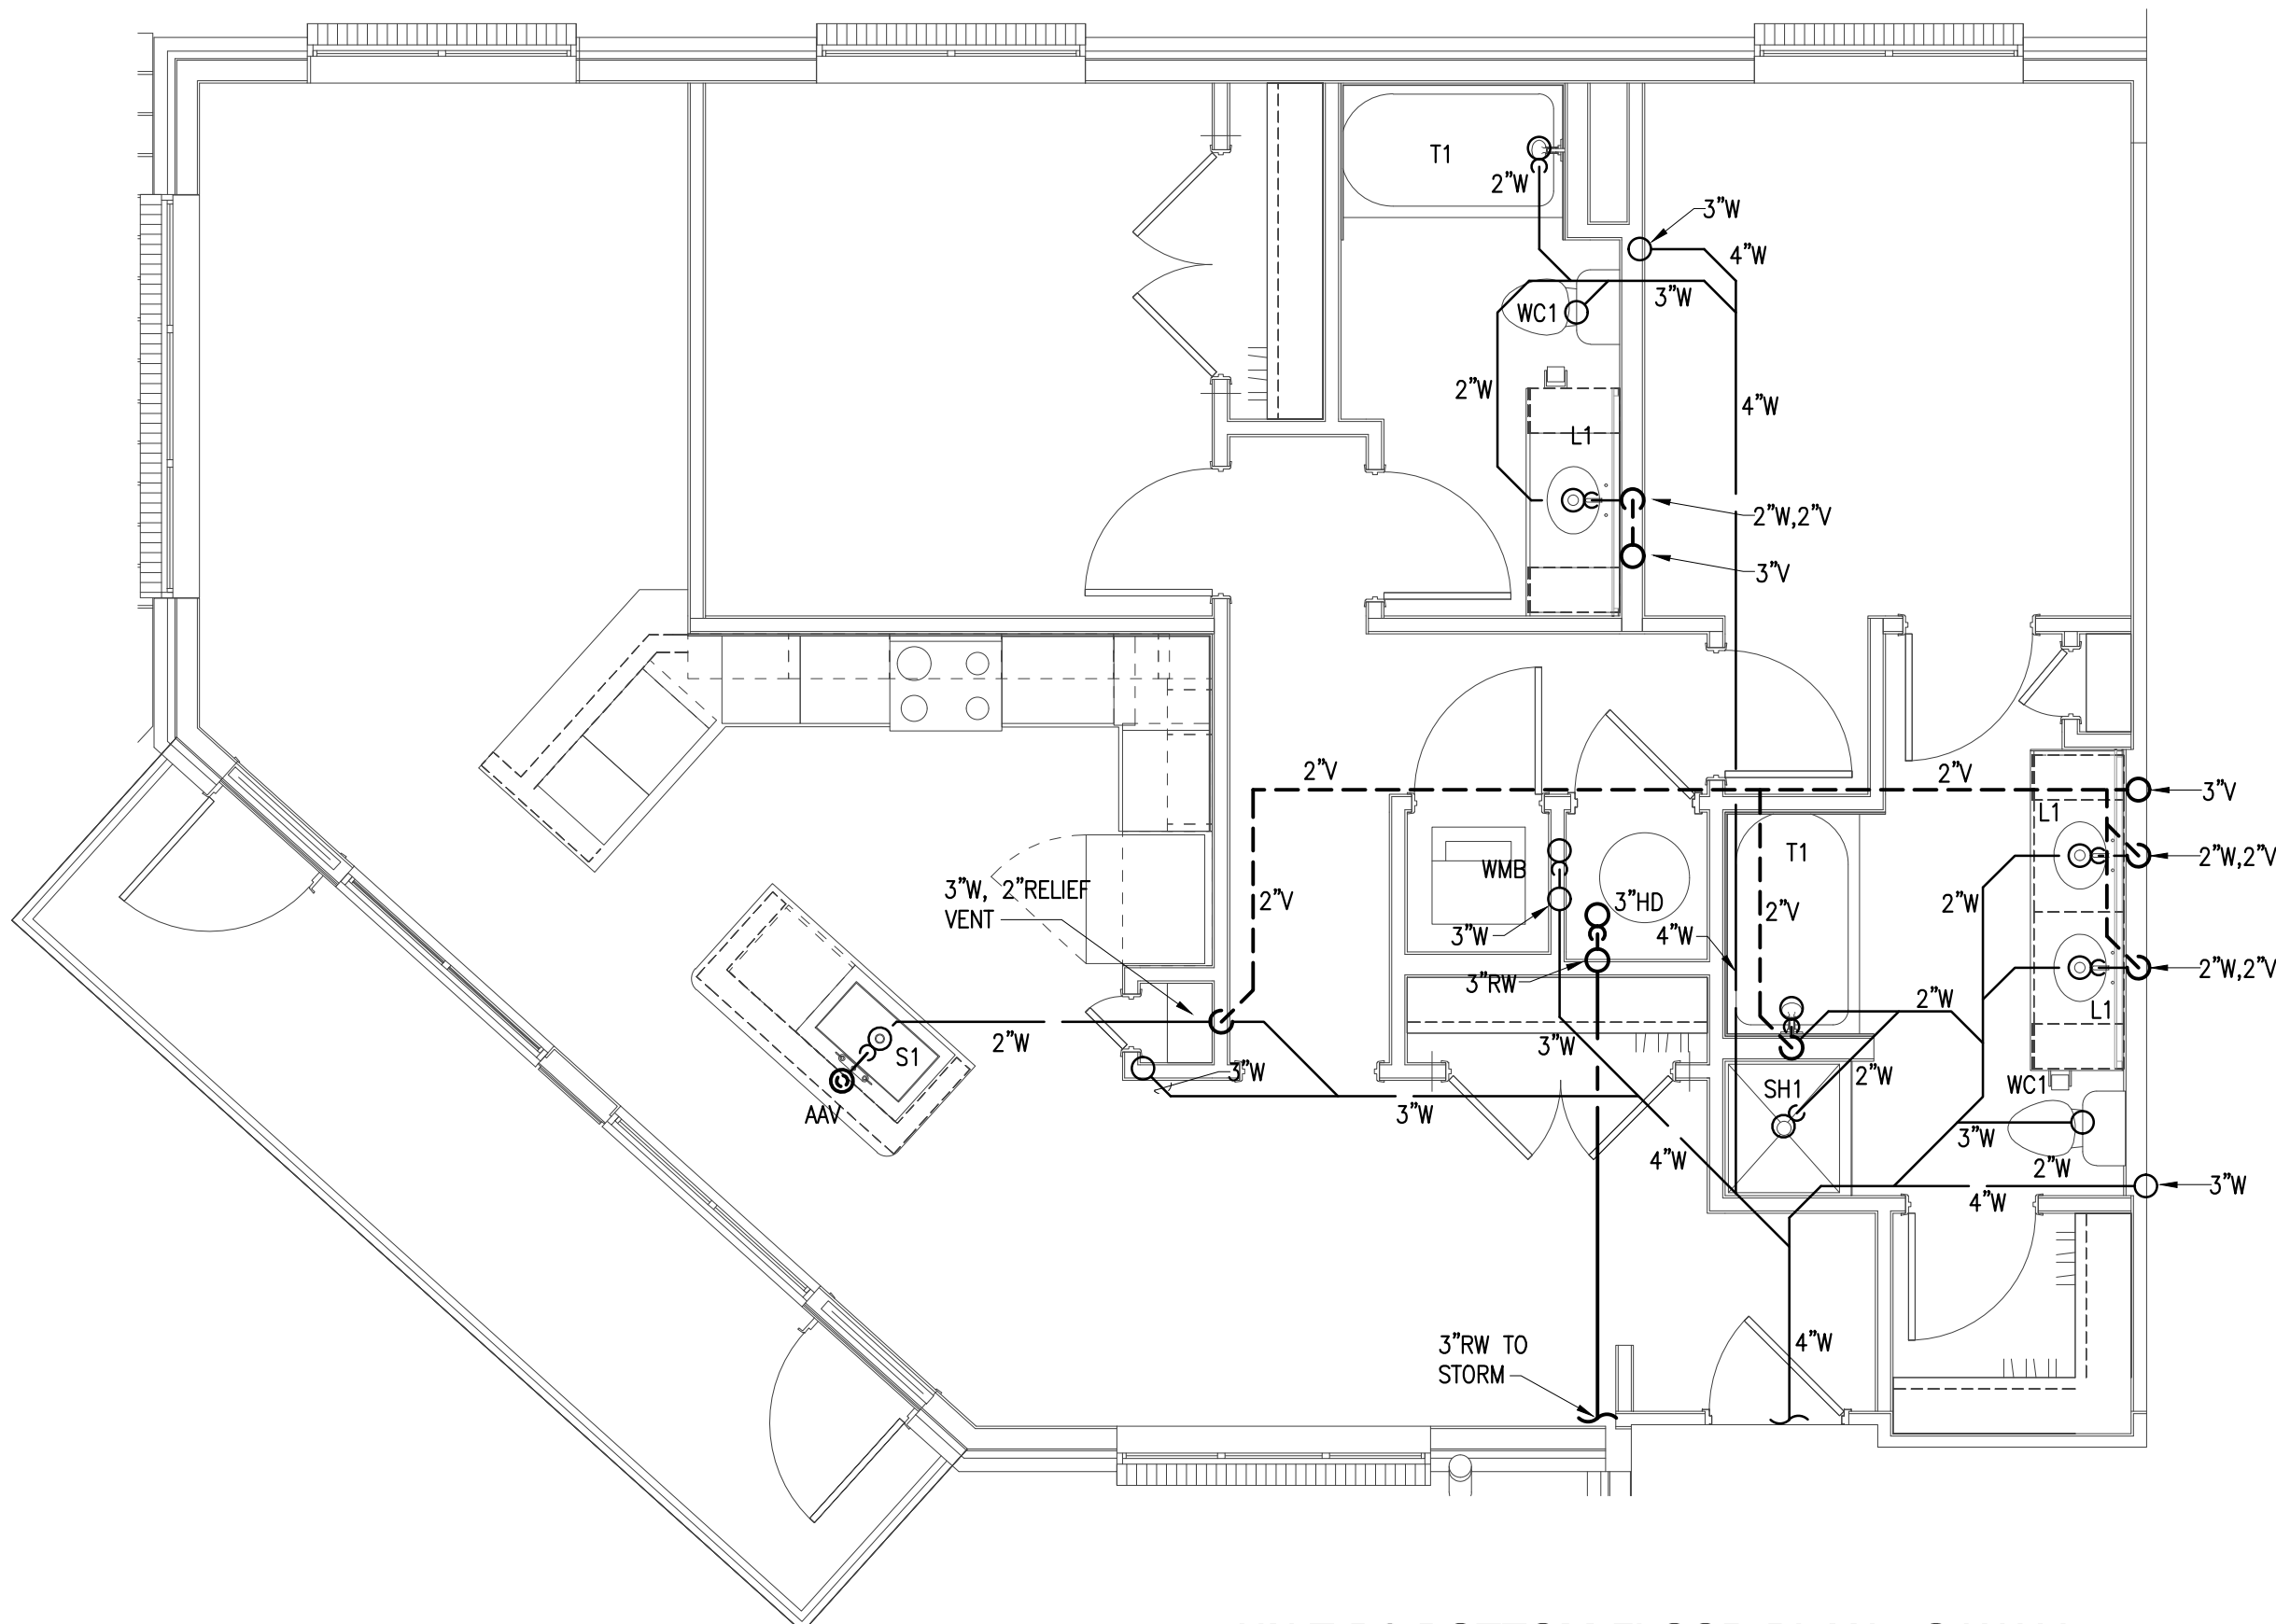 T1
2”W
3”W
4”W
3”W
WC1
2”W
4”W
L1
2”W,2”V
3”V
2”V
2”V
3”V
L1
T1
2”W,2”V
WMB
3”W, 2”RELIEF
VENT
2”V
3”HD
2”V
2”W
3”W
4”W
2”W,2”V
3”RW
2”W
L1
2”W
S1
3”W
3”W
2”W
SH1
WC1
AAV
3”W
3”W
4”W
2”W
3”W
4”W
3”RW TO
STORM
4”W